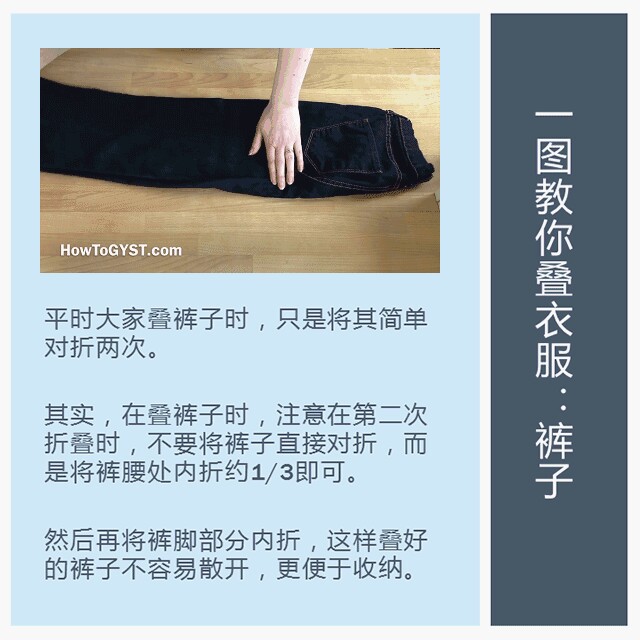 HowToGYST.com
平时大家叠裤子时，只是将其简单
对折两次。
其实，在叠裤子时，注意在第二次
折叠时，不要将裤子直接对折，而
是将裤腰处内折约1/3即可。
然后再将裤脚部分内折，这样叠好
的裤子不容易散开，更便于收纳。
一图教你叠衣服：裤子